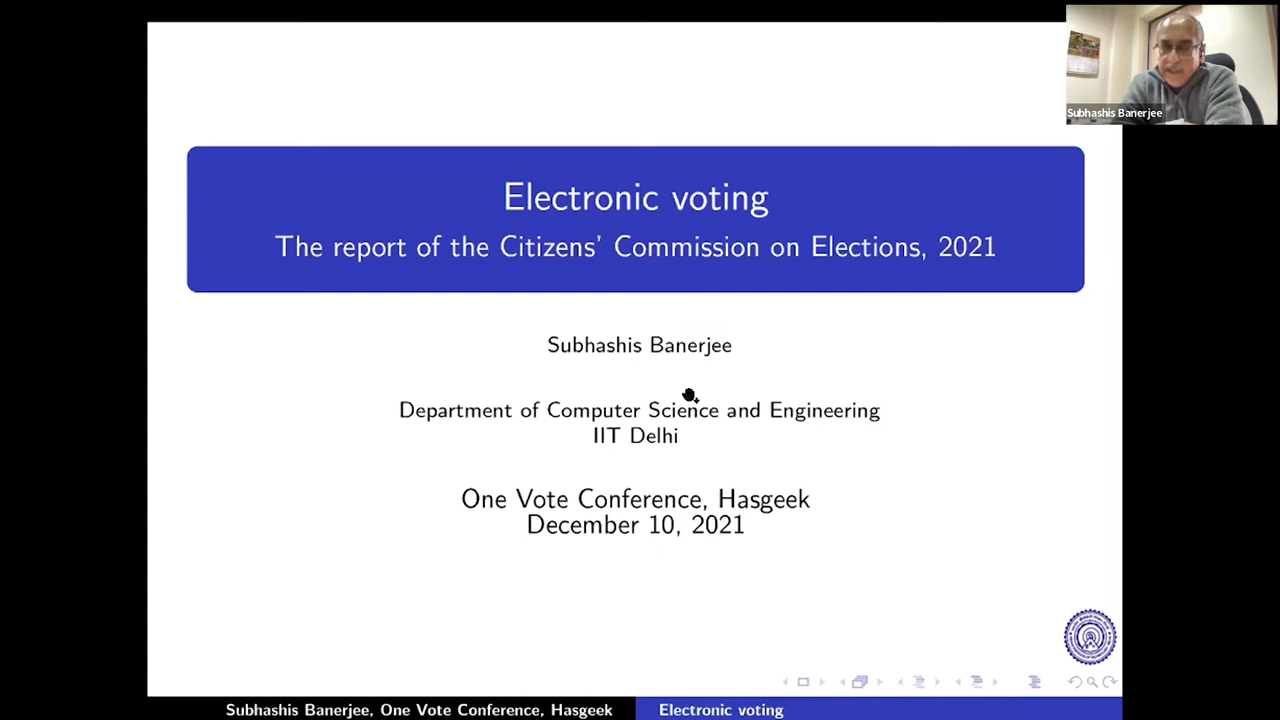 Subhashis Banerjee
Electronic voting
The report of the Citizens' Commission on Elections, 2021
Subhashis Banerjee
Department of Computer Science and Engineering
IIT Delhi
One Vote Conference, Hasgeek
December 10, 2021
Subhashis Banerjee, One Vote Conference, Hasgeek
Electronic voting